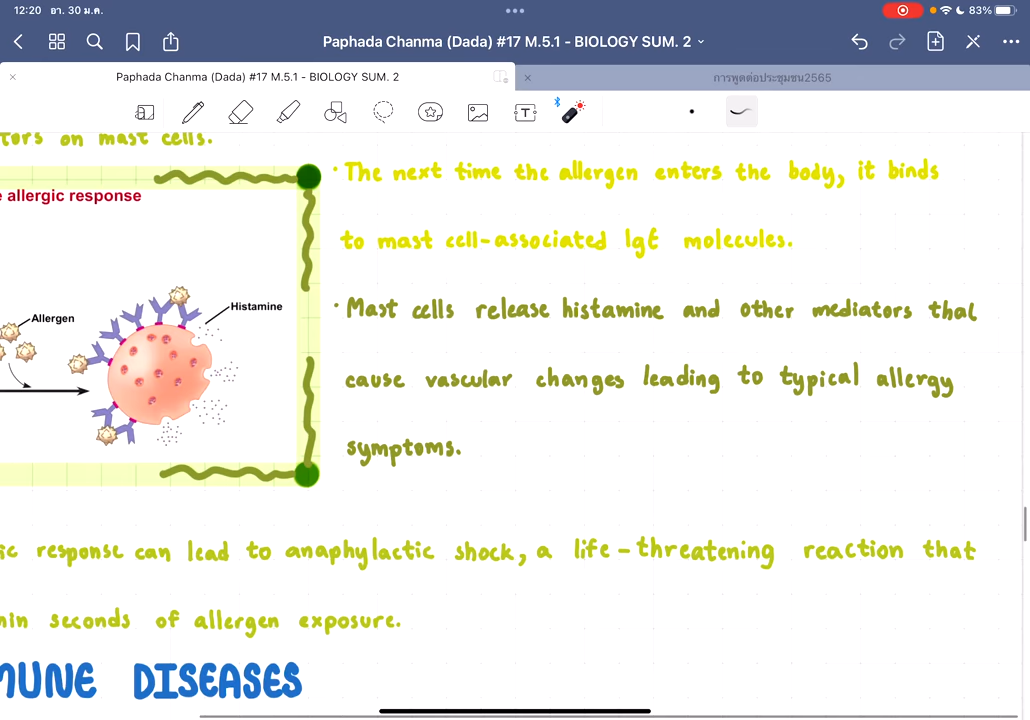 12:20 อา. 30 ม.ค.
83%
Paphada Chanma (Dada) #17 M.5.1 - BIOLOGY SUM. 2
Paphada Chanma (Dada) #17 M.5.1 - BIOLOGY SUM. 2
การพูดต่อประชุมชน2565
tors on mast cells.
e allergic response
Allergen
Histamine
• The next time the allergen enters the body, it binds
to mast cell-associated IgE molecules.
• Mast cells release histamine and other mediators that
cause vascular changes leading to typical allergy
symptoms.
ic response can lead to anaphylactic shock, a life-threatening reaction that
hin seconds of allergen exposure.
MUNE DISEASES